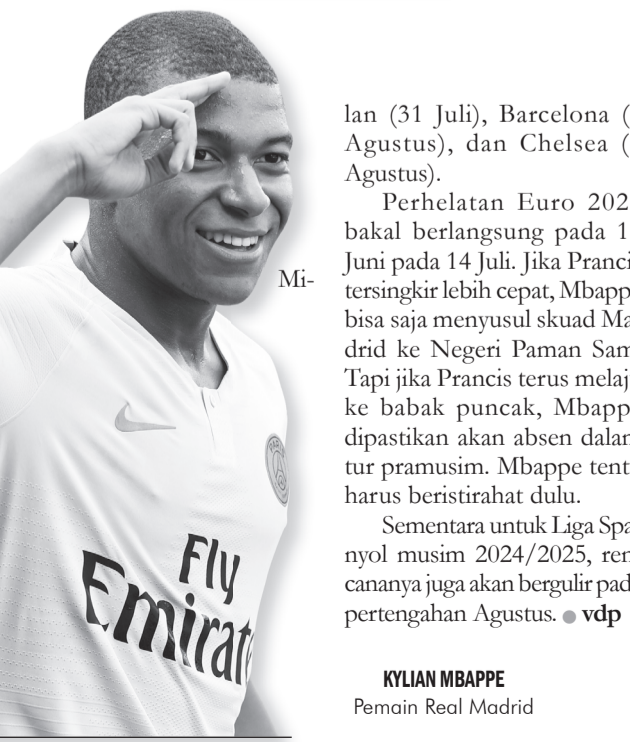 Mi-
lan (31 Juli), Barcelona (
Agustus), dan Chelsea (
Agustus).
Perhelatan Euro 202
bakal berlangsung pada 1
Juni pada 14 Juli. Jika Pranci
tersingkir lebih cepat, Mbapp
bisa saja menyusul skuad Ma
drid ke Negeri Paman Sam
Tapi jika Prancis terus melaj
ke babak puncak, Mbapp
dipastikan akan absen dalam
tur pramusim. Mbappe tent
harus beristirahat dulu.
Sementara untuk Liga Spa
nyol musim 2024/2025, ren
cananya juga akan bergulir pad
pertengahan Agustus. ● vdp
KYLIAN MBAPPE
Pemain Real Madrid
Fly
Emirat